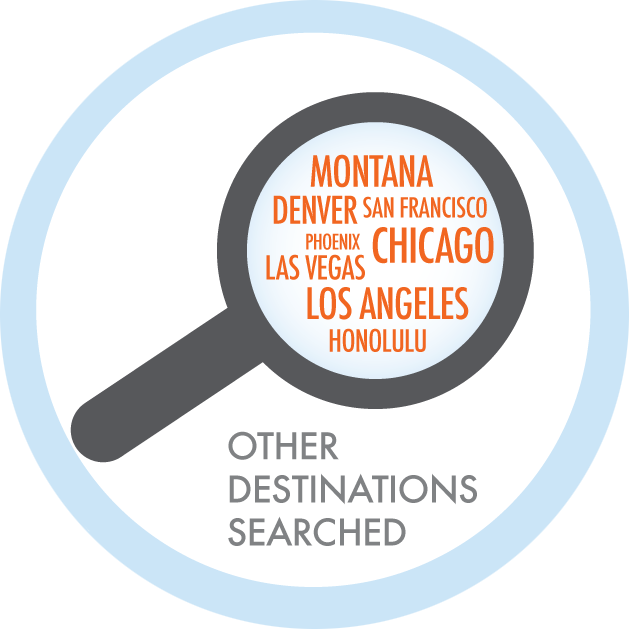 MONTANA
DENVER SAN FRANCISCO
PHOENIX CHICAGO
LAS VEGAS
LOS ANGELES
HONOLULU
OTHER
DESTINATIONS
SEARCHED